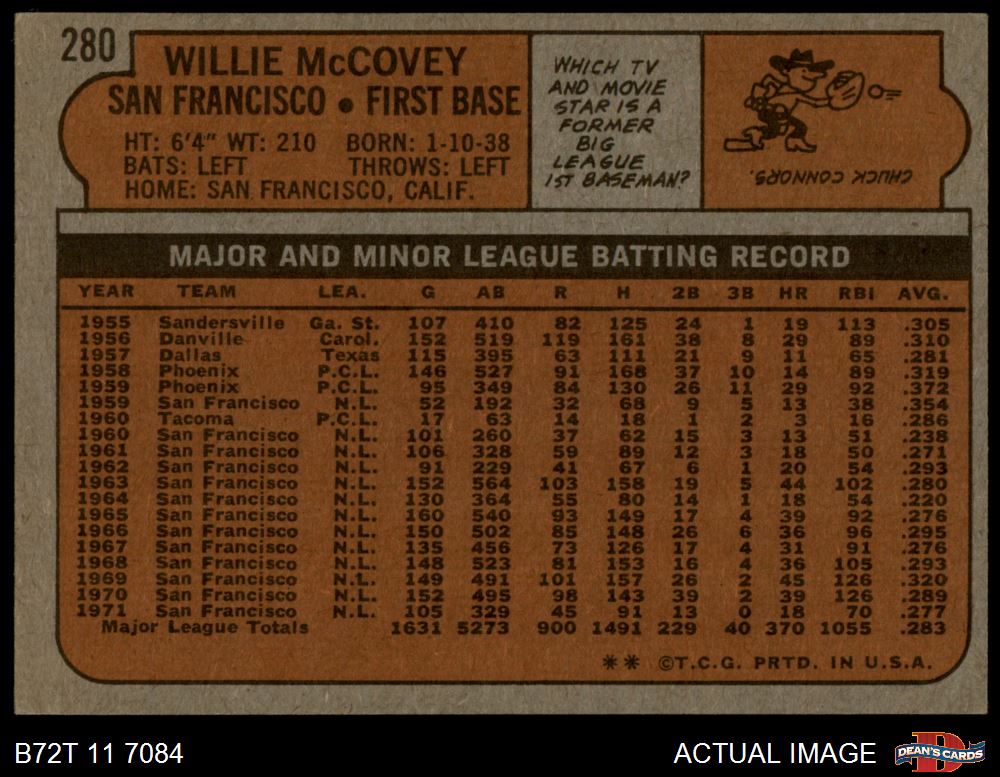 280
WILLIE McCOVEY
SAN FRANCISCO • FIRST BASE
HT: 6'4" WT: 210 BORN: 1-10-38
BATS: LEFT THROWS: LEFT
HOME: SAN FRANCISCO, CALIF.
WHICH TV
AND MOVIE
STAR IS A
FORMER
BIG
LEAGUE
1ST BASEMAN?
CHUCK CONNORS.
MAJOR AND MINOR LEAGUE BATTING RECORD
YEAR TEAM LEA. G AB R H 2B 3B HR RBI AVG.
1955 Sandersville Ga. St. 107 410 82 125 24 1 19 113 .305
1956 Danville Carol. 152 519 119 161 38 8 29 89 .310
1957 Dallas Texas 115 395 63 111 21 9 11 65 .281
1958 Phoenix P.C.L. 146 527 91 168 37 10 14 89 .319
1959 Phoenix P.C.L. 95 349 84 130 26 11 29 92 .372
1959 San Francisco N.L. 52 192 32 68 9 5 13 38 .354
1960 Tacoma P.C.L. 17 63 14 18 1 2 3 16 .286
1960 San Francisco N.L. 101 260 37 62 15 3 13 51 .238
1961 San Francisco N.L. 106 328 59 89 12 3 18 50 .271
1962 San Francisco N.L. 91 229 41 67 6 1 20 54 .293
1963 San Francisco N.L. 152 564 103 158 19 5 44 102 .280
1964 San Francisco N.L. 130 364 55 80 14 1 18 54 .220
1965 San Francisco N.L. 160 540 93 149 17 4 39 92 .276
1966 San Francisco N.L. 150 502 85 148 26 6 36 96 .295
1967 San Francisco N.L. 135 456 73 126 17 4 31 91 .276
1968 San Francisco N.L. 148 523 81 153 16 4 36 105 .293
1969 San Francisco N.L. 149 491 101 157 26 2 45 126 .320
1970 San Francisco N.L. 152 495 98 143 39 2 39 126 .289
1971 San Francisco N.L. 105 329 45 91 13 0 18 70 .277
Major League Totals 1631 5273 900 1491 229 40 370 1055 .283
** ©T.C.G. PRTD. IN U.S.A.
B72T 11 7084
ACTUAL IMAGE
D
DEAN'S CARDS